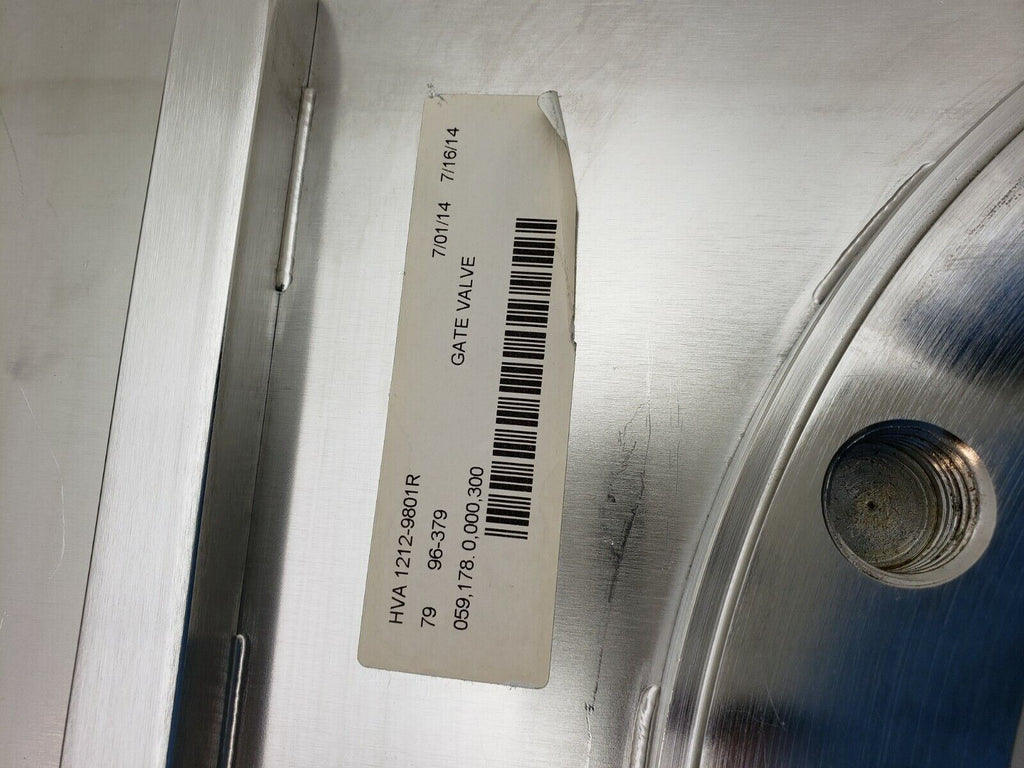 HVA 1212-9801R 7/01/14 7/16/14
79 96-379 GATE VALVE
059,178. 0,000,300